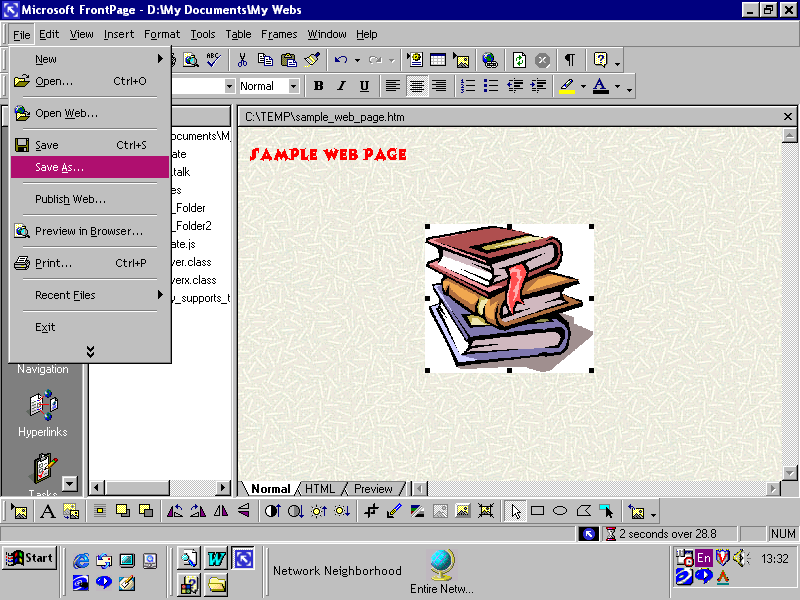 Microsoft FrontPage - D:\My Documents\My Webs
File Edit View Insert Format Tools Table Frames Window Help
New
Open... Ctrl+O
Open Web...
Save Ctrl+S
Save As...
Publish Web...
Preview in Browser...
Print... Ctrl+P
Recent Files
Exit
Normal
B I U
ocuments\M
ate
.talk
es
_Folder
_Folder2
ate.js
ver.class
verx.class
y_supports_t
C:\TEMP\sample_web_page.htm
SAMPLE WEB PAGE
Navigation
Hyperlinks
Tasks
Normal HTML Preview
2 seconds over 28.8 NUM
Start
Network Neighborhood
Entire Netw...
En
13:32